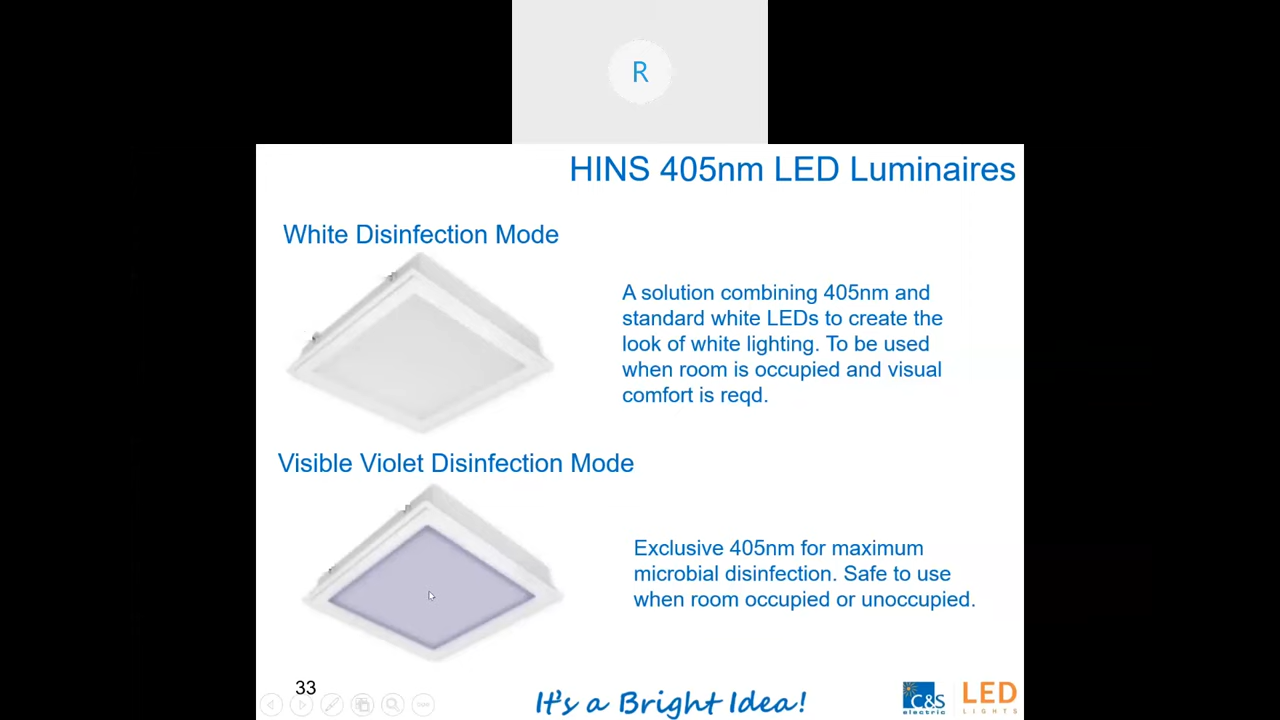 R
HINS 405nm LED Luminaires
White Disinfection Mode
A solution combining 405nm and
standard white LEDs to create the
look of white lighting. To be used
when room is occupied and visual
comfort is reqd.
Visible Violet Disinfection Mode
Exclusive 405nm for maximum
microbial disinfection. Safe to use
when room occupied or unoccupied.
33
It's a Bright Idea!
C&S
electric
LED
LIGHTS